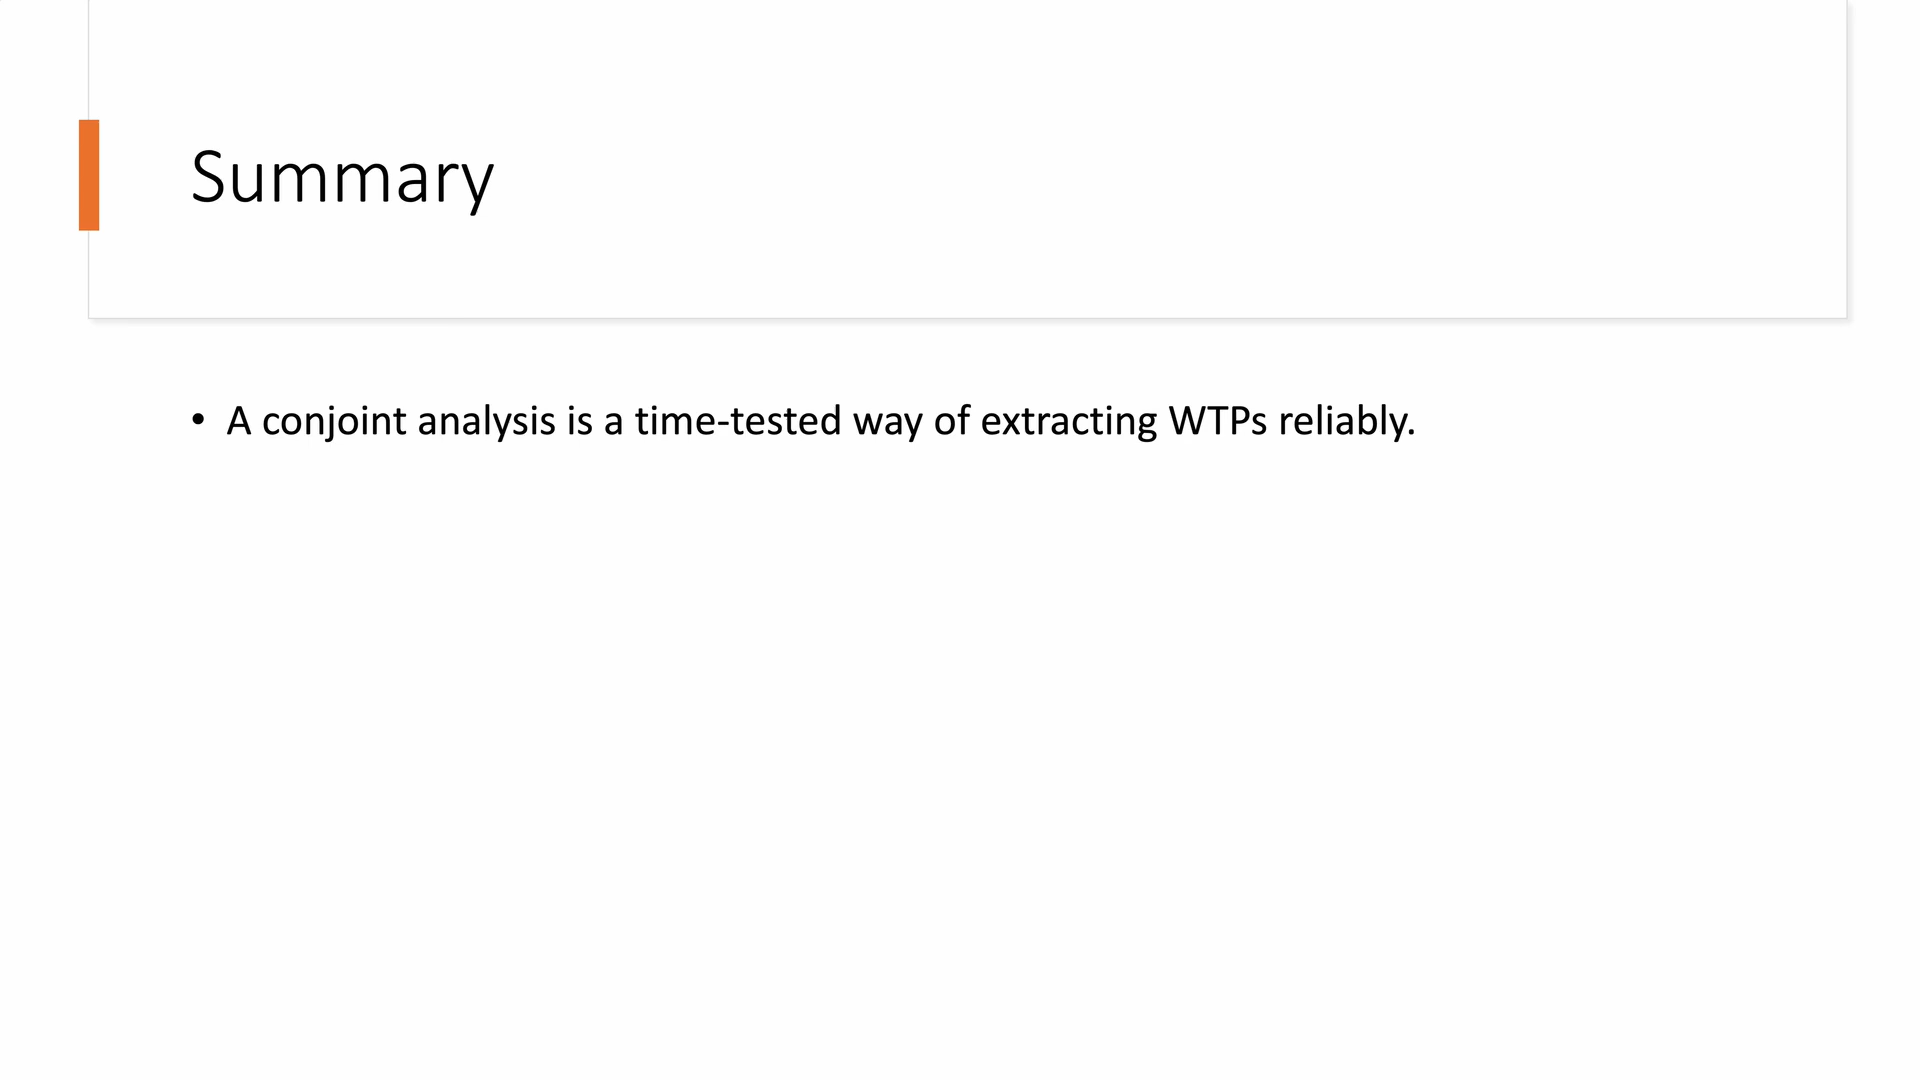 Summary
• A conjoint analysis is a time-tested way of extracting WTPs reliably.